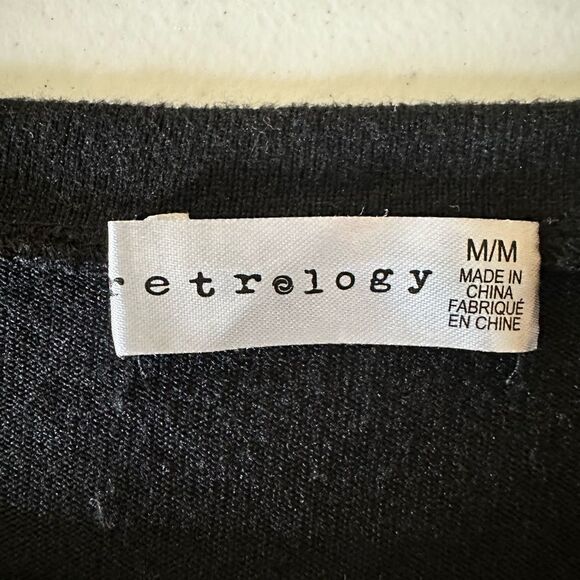 retrology
M/M
MADE IN
CHINA
FABRIQUÉ
EN CHINE